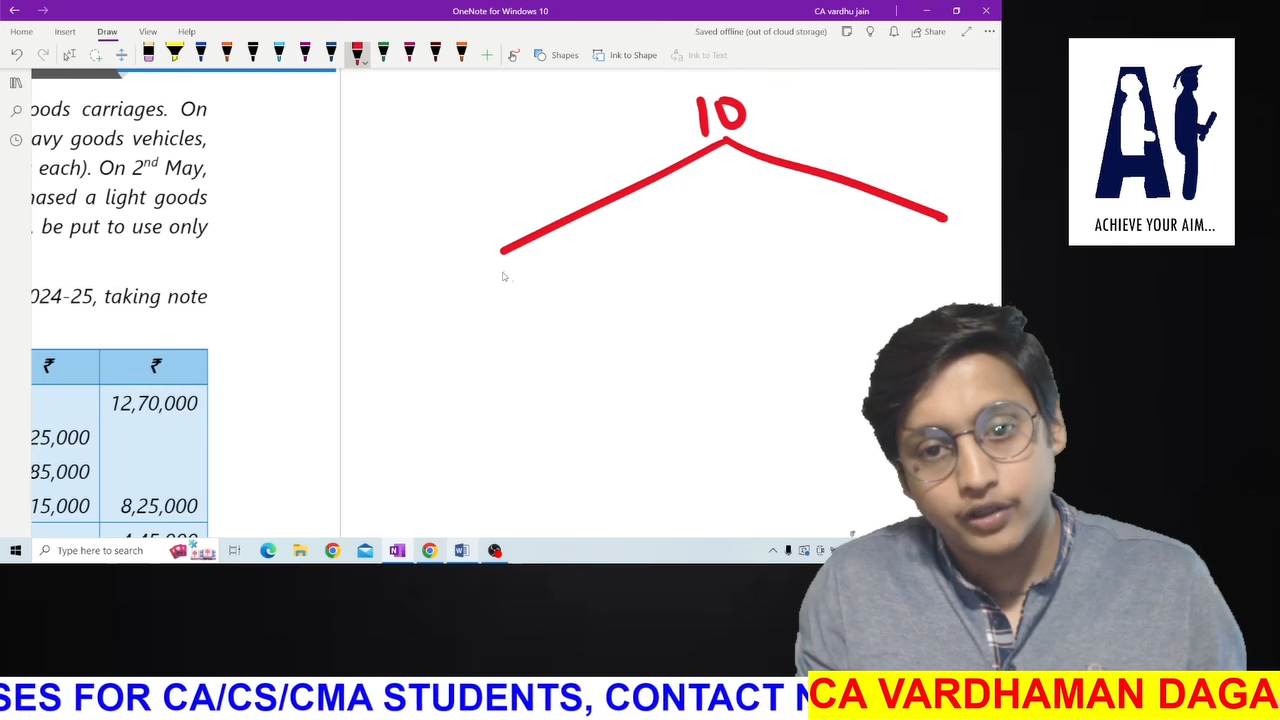 OneNote for Windows 10
CA vardhu jain
Home Insert Draw View Help
Saved offline (out of cloud storage)
Share
Shapes
Ink to Shape
Ink to Text
oods carriages. On
eavy goods vehicles,
each). On 2nd May,
ased a light goods
be put to use only
024-25, taking note
₹ ₹
12,70,000
25,000
85,000
15,000 8,25,000
10
AI
ACHIEVE YOUR AIM...
Type here to search
SES FOR CA/CS/CMA STUDENTS, CONTACT N
CA VARDHAMAN DAGA